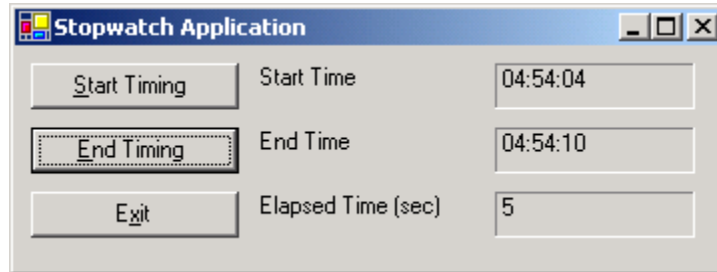 Stopwatch Application
Start Timing Start Time 04:54:04
End Timing End Time 04:54:10
Exit Elapsed Time (sec) 5